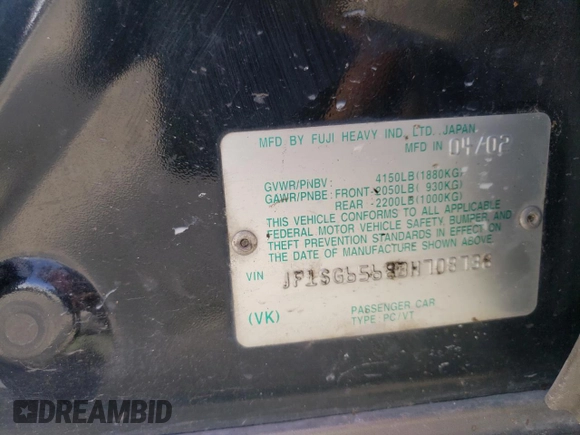 MFD BY FUJI HEAVY IND. LTD. JAPAN
MFD IN 04/02
GVWR/PNBV: 4150LB(1880KG)
GAWR/PNBE: FRONT-2050LB( 930KG)
REAR -2200LB(1000KG)
THIS VEHICLE CONFORMS TO ALL APPLICABLE
FEDERAL MOTOR VEHICLE SAFETY, BUMPER, AND
THEFT PREVENTION STANDARDS IN EFFECT ON
THE DATE OF MANUFACTURE SHOWN ABOVE.
VIN
(VK)
PASSENGER CAR
TYPE: PC/VT
DREAMBID